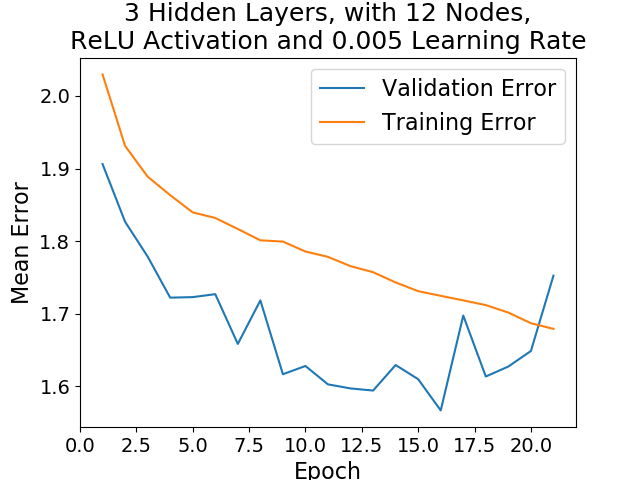 3 Hidden Layers, with 12 Nodes,
ReLU Activation and 0.005 Learning Rate
Validation Error
Training Error
Mean Error
2.0
1.9
1.8
1.7
1.6
0.0 2.5 5.0 7.5 10.0 12.5 15.0 17.5 20.0
Epoch